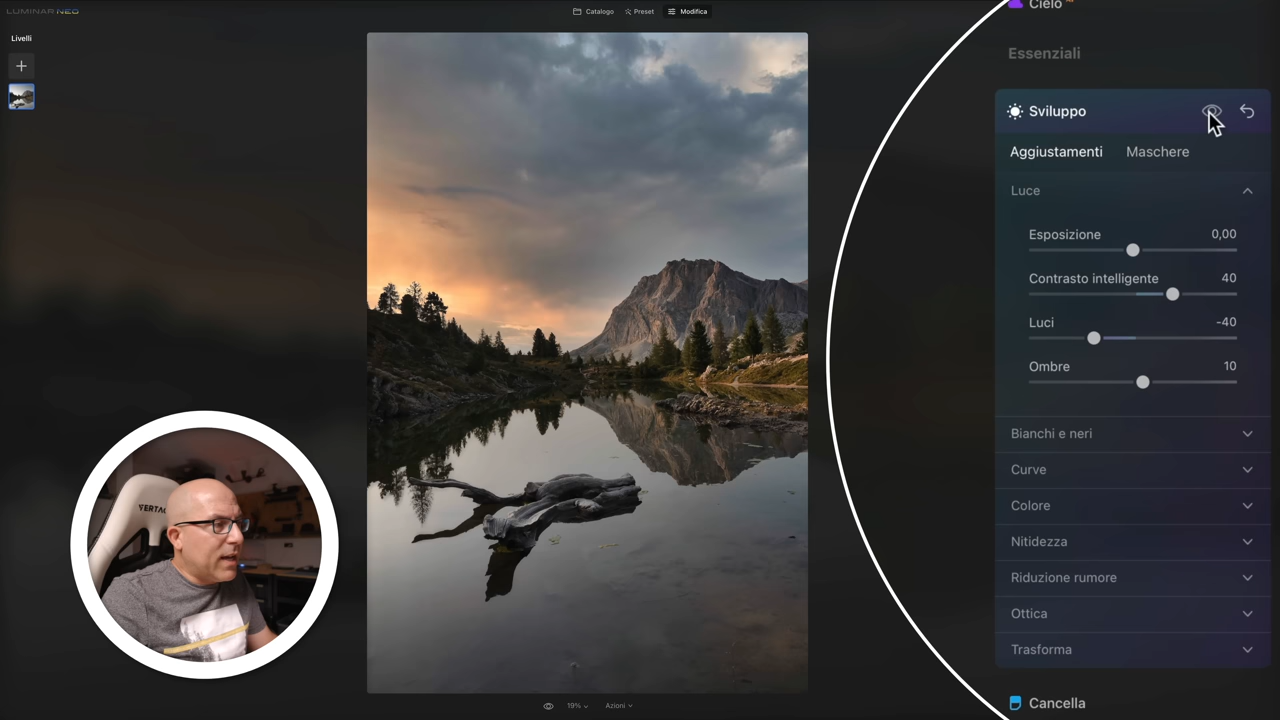 LUMINAR NEO
Catalogo
Preset
Modifica
Livelli
19%
Azioni
Cielo
Essenziali
Sviluppo
Aggiustamenti
Maschere
Luce
Esposizione 0,00
Contrasto intelligente 40
Luci -40
Ombre 10
Bianchi e neri
Curve
Colore
Nitidezza
Riduzione rumore
Ottica
Trasforma
Cancella